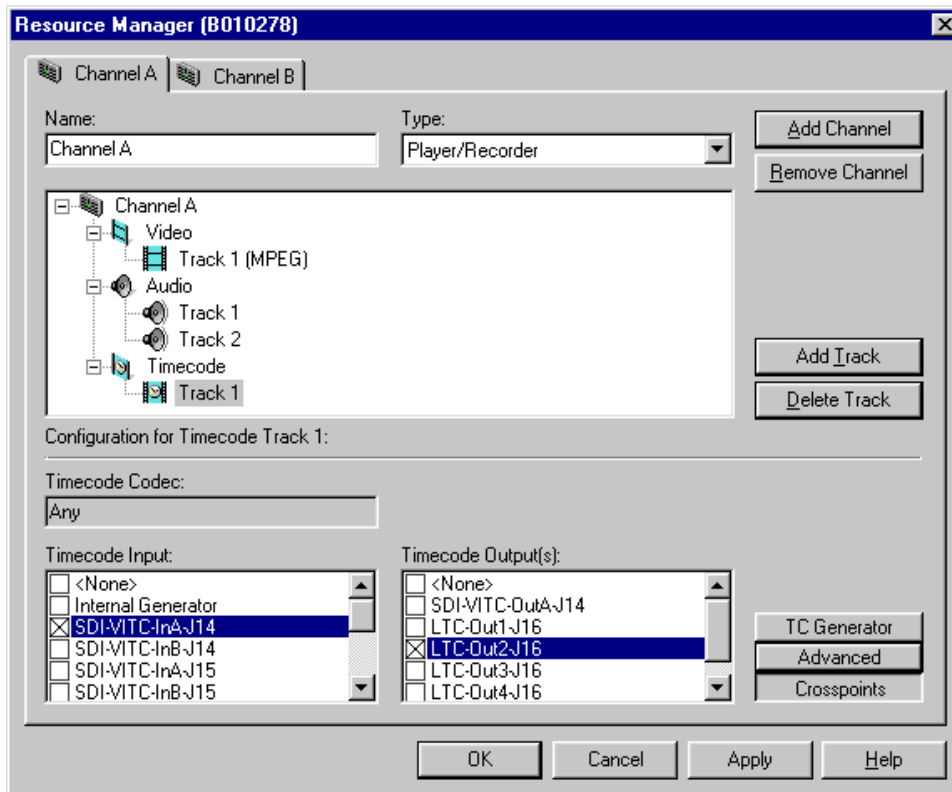 Resource Manager (B010278)
Channel A
Channel B
Name:
Type:
Channel A
Player/Recorder
Add Channel
Remove Channel
Channel A
Video
Track 1 (MPEG)
Audio
Track 1
Track 2
Timecode
Track 1
Add Track
Delete Track
Configuration for Timecode Track 1:
Timecode Codec:
Any
Timecode Input:
<None>
Internal Generator
SDI-VITC-InA-J14
SDI-VITC-InB-J14
SDI-VITC-InA-J15
SDI-VITC-InB-J15
Timecode Output(s):
<None>
SDI-VITC-OutA-J14
LTC-Out1-J16
LTC-Out2-J16
LTC-Out3-J16
LTC-Out4-J16
TC Generator
Advanced
Crosspoints
OK
Cancel
Apply
Help